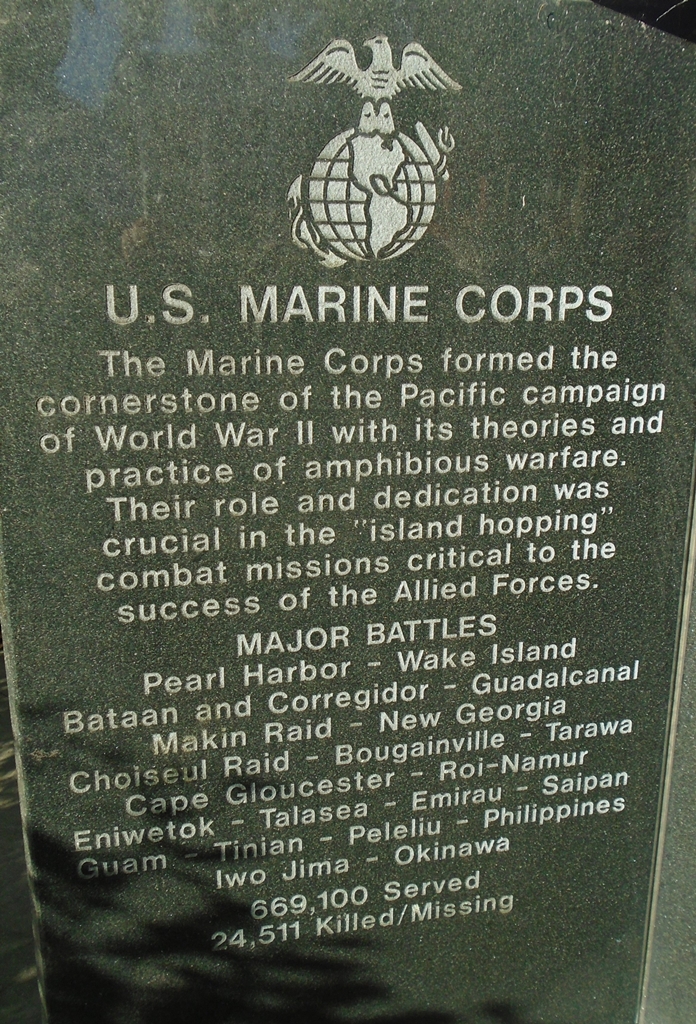 U.S. MARINE CORPS
The Marine Corps formed the
cornerstone of the Pacific campaign
of World War II with its theories and
practice of amphibious warfare.
Their role and dedication was
crucial in the "island hopping"
combat missions critical to the
success of the Allied Forces.
MAJOR BATTLES
Pearl Harbor - Wake Island
Bataan and Corregidor - Guadalcanal
Makin Raid - New Georgia
Choiseul Raid - Bougainville - Tarawa
Cape Gloucester - Roi-Namur
Eniwetok - Talasea - Emirau - Saipan
Guam - Tinian - Peleliu - Philippines
Iwo Jima - Okinawa
669,100 Served
24,511 Killed/Missing